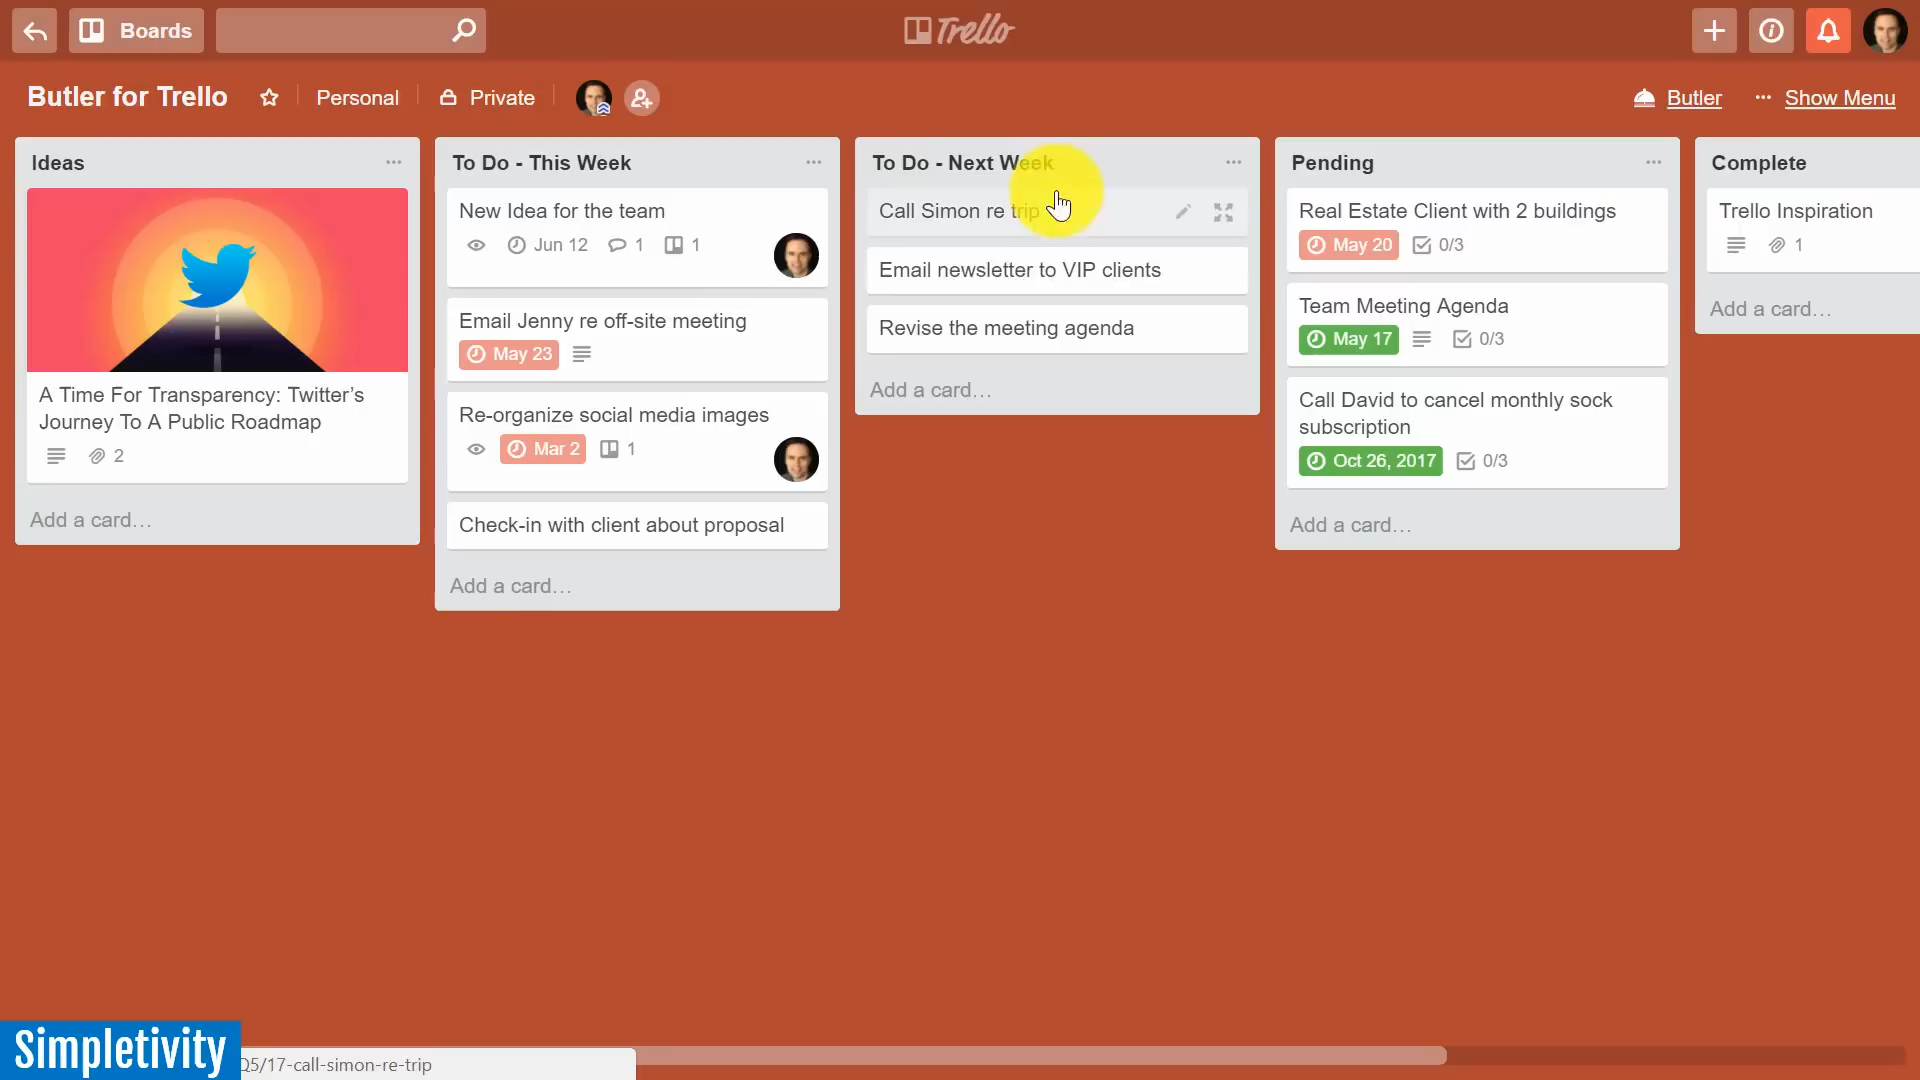 Boards
Trello
Butler for Trello
Personal
Private
Butler
Show Menu
Ideas
A Time For Transparency: Twitter’s
Journey To A Public Roadmap
2
Add a card…
To Do - This Week
New Idea for the team
Jun 12 1 1
Email Jenny re off-site meeting
May 23
Re-organize social media images
Mar 2 1
Check-in with client about proposal
Add a card…
To Do - Next Week
Call Simon re trip
Email newsletter to VIP clients
Revise the meeting agenda
Add a card…
Pending
Real Estate Client with 2 buildings
May 20 0/3
Team Meeting Agenda
May 17 0/3
Call David to cancel monthly sock
subscription
Oct 26, 2017 0/3
Add a card…
Complete
Trello Inspiration
1
Add a card…
Simpletivity
Q5/17-call-simon-re-trip